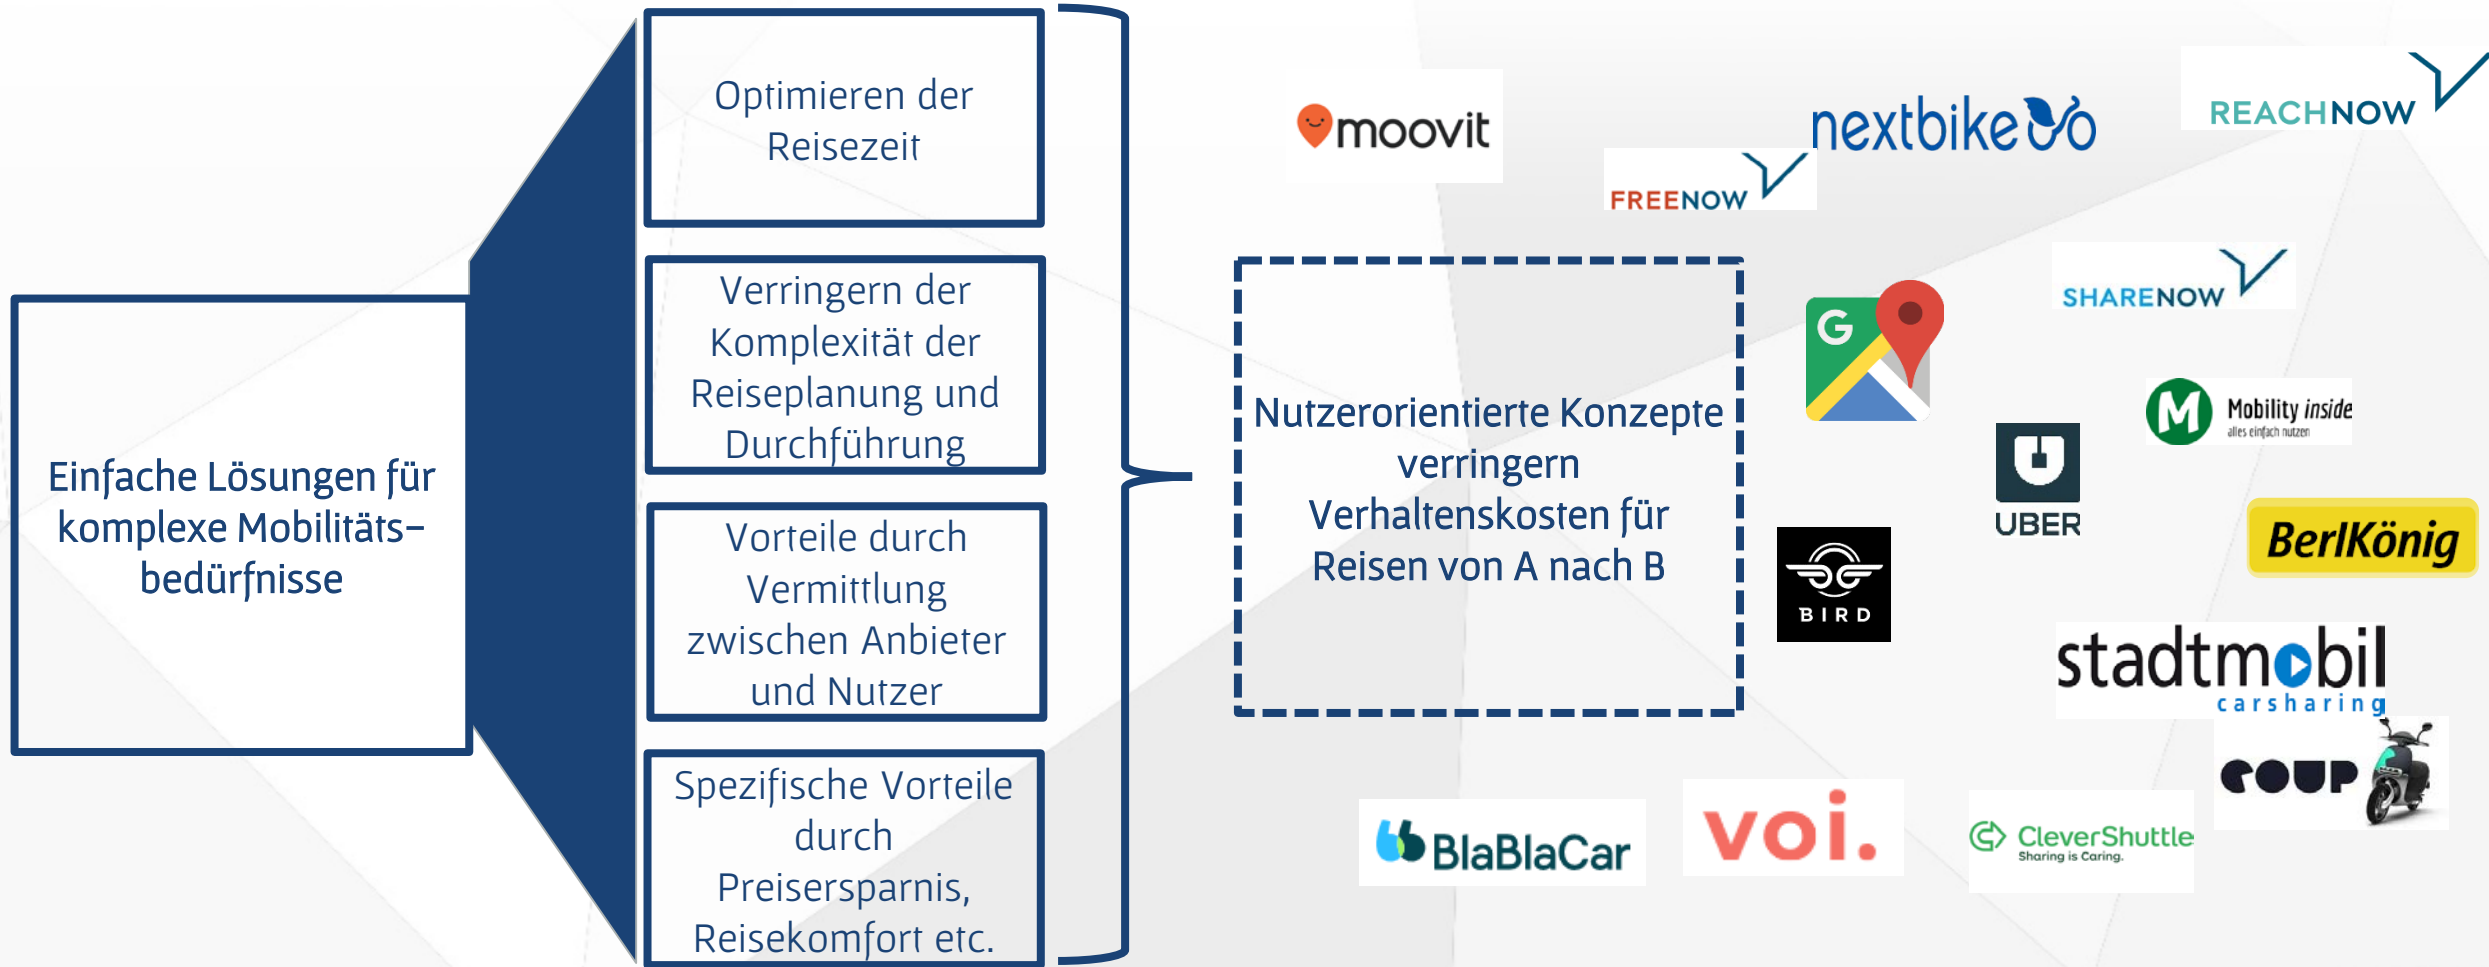 Einfache Lösungen für
komplexe Mobilitäts-
bedürfnisse
Optimieren der
Reisezeit
Verringern der
Komplexität der
Reiseplanung und
Durchführung
Vorteile durch
Vermittlung
zwischen Anbieter
und Nutzer
Spezifische Vorteile
durch
Preisersparnis,
Reisekomfort etc.
Nutzerorientierte Konzepte
verringern
Verhaltenskosten für
Reisen von A nach B
moovit
FREENOW
nextbike
REACHNOW
SHARENOW
G
M
Mobility inside
alles einfach nutzen
UBER
BerlKönig
BIRD
stadtmobil
carsharing
COUP
BlaBlaCar
voi.
CleverShuttle
Sharing is Caring.